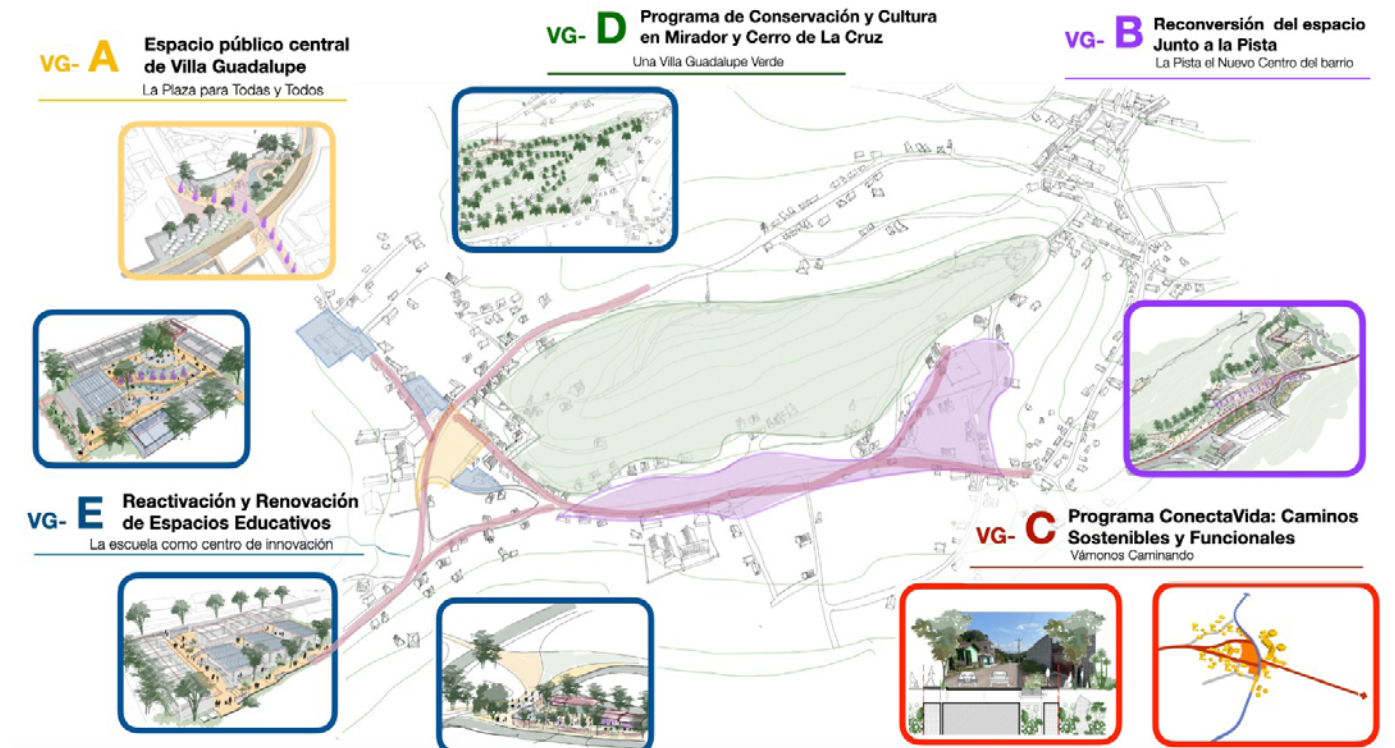 VG- A Espacio público central
de Villa Guadalupe
La Plaza para Todas y Todos
VG- D Programa de Conservación y Cultura
en Mirador y Cerro de La Cruz
Una Villa Guadalupe Verde
VG- B Reconversión del espacio
Junto a la Pista
La Pista el Nuevo Centro del barrio
VG- E Reactivación y Renovación
de Espacios Educativos
La escuela como centro de innovación
VG- C Programa ConectaVida: Caminos
Sostenibles y Funcionales
Vámonos Caminando